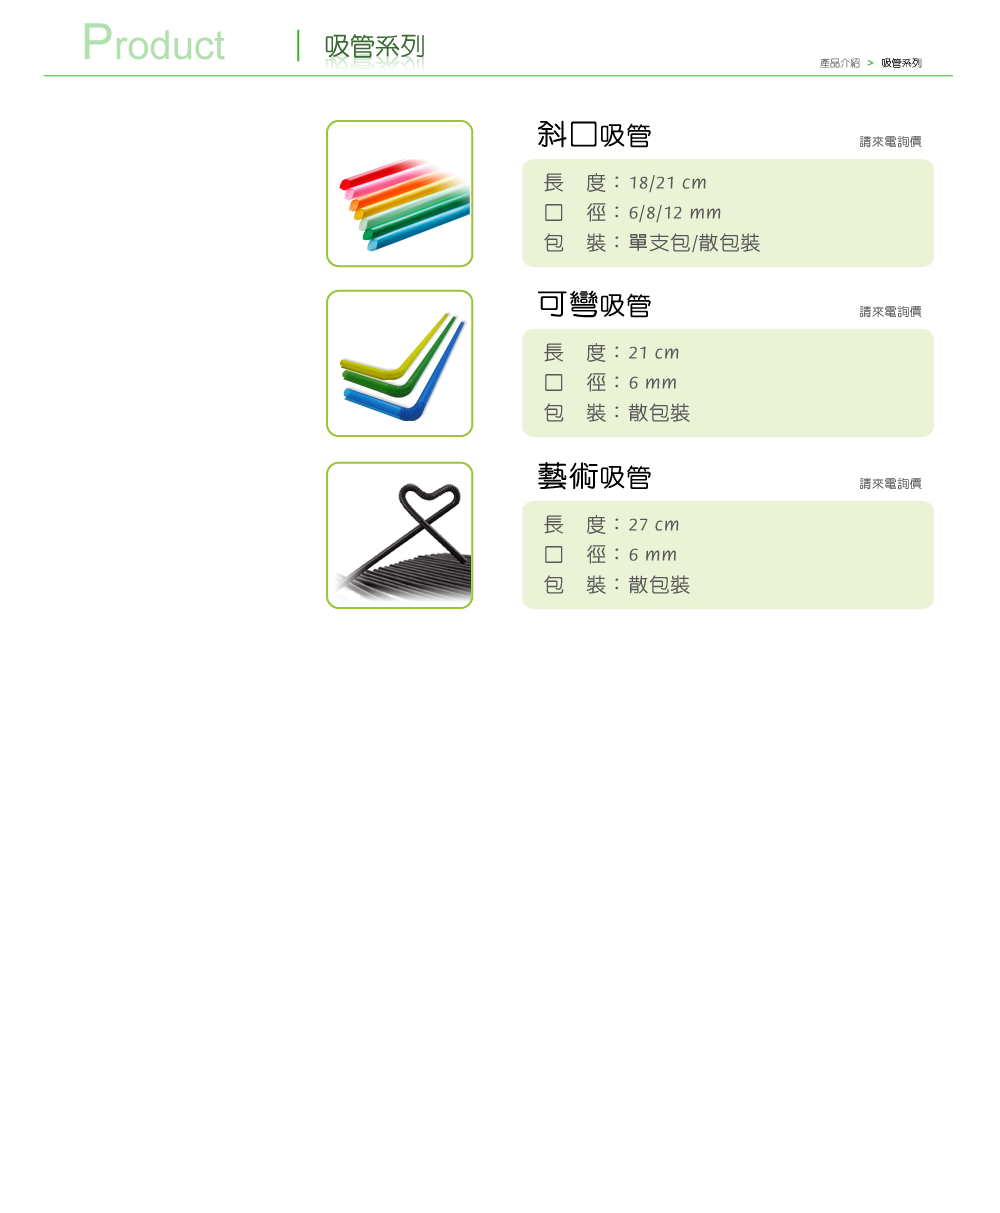 Product
吸管系列
產品介紹 > 吸管系列
斜口吸管
請來電詢價
長 度：18/21 cm
口 徑：6/8/12 mm
包 裝：單支包/散包裝
可彎吸管
請來電詢價
長 度：21 cm
口 徑：6 mm
包 裝：散包裝
藝術吸管
請來電詢價
長 度：27 cm
口 徑：6 mm
包 裝：散包裝